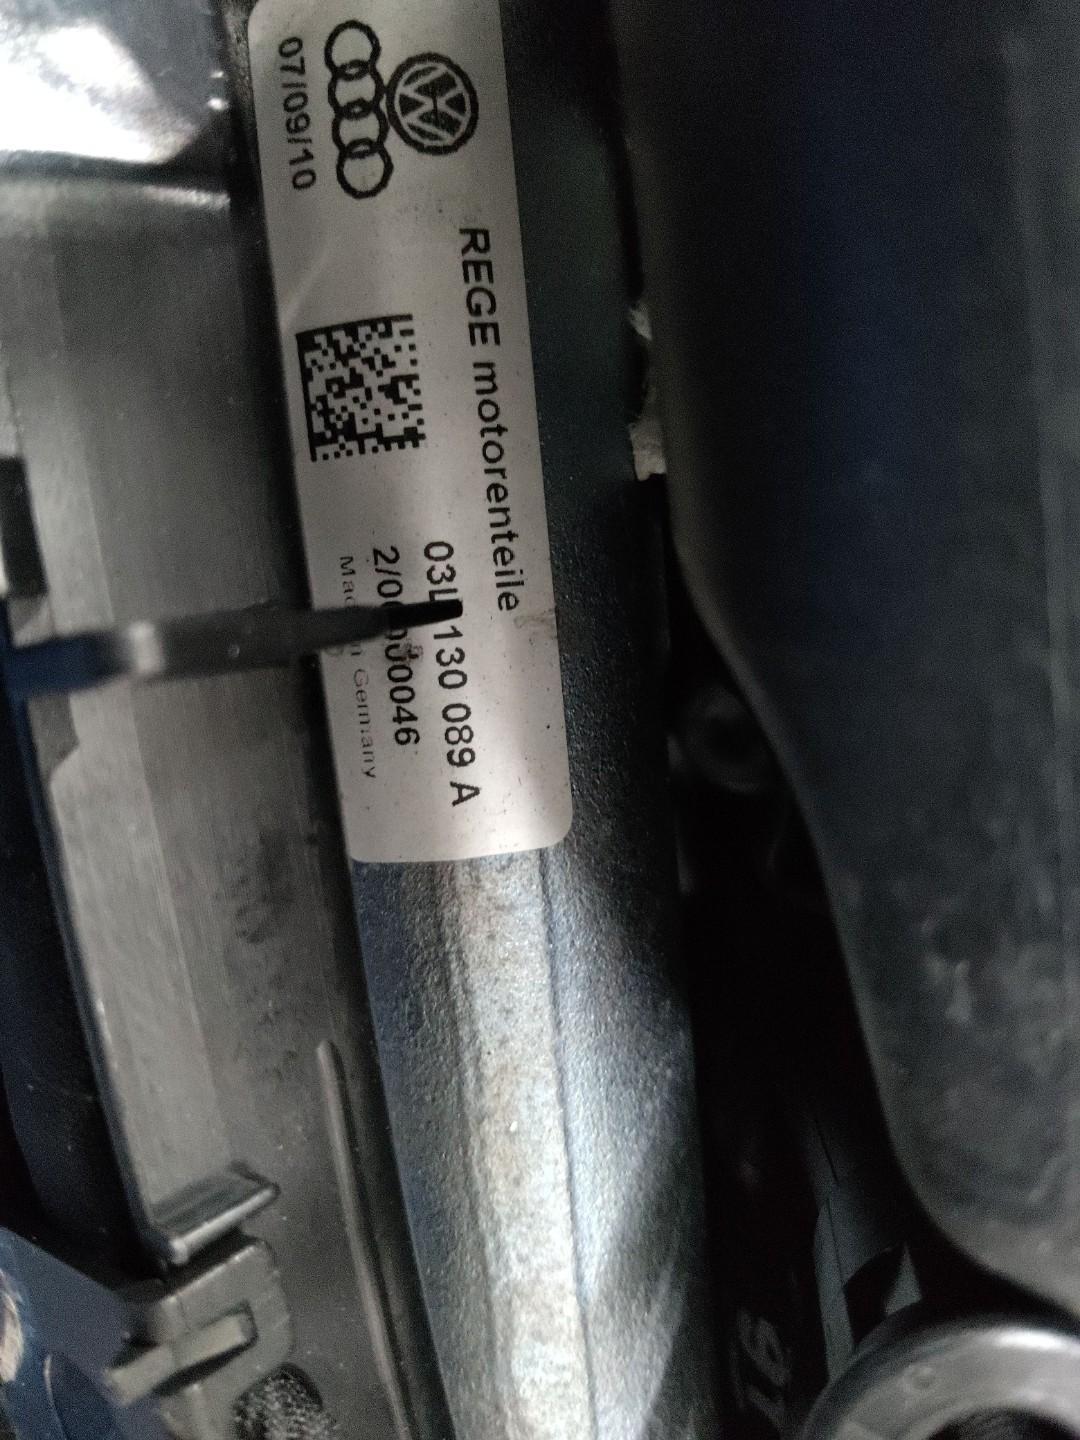 07/09/10
REGE motorenteile
03L 130 089 A
Germany